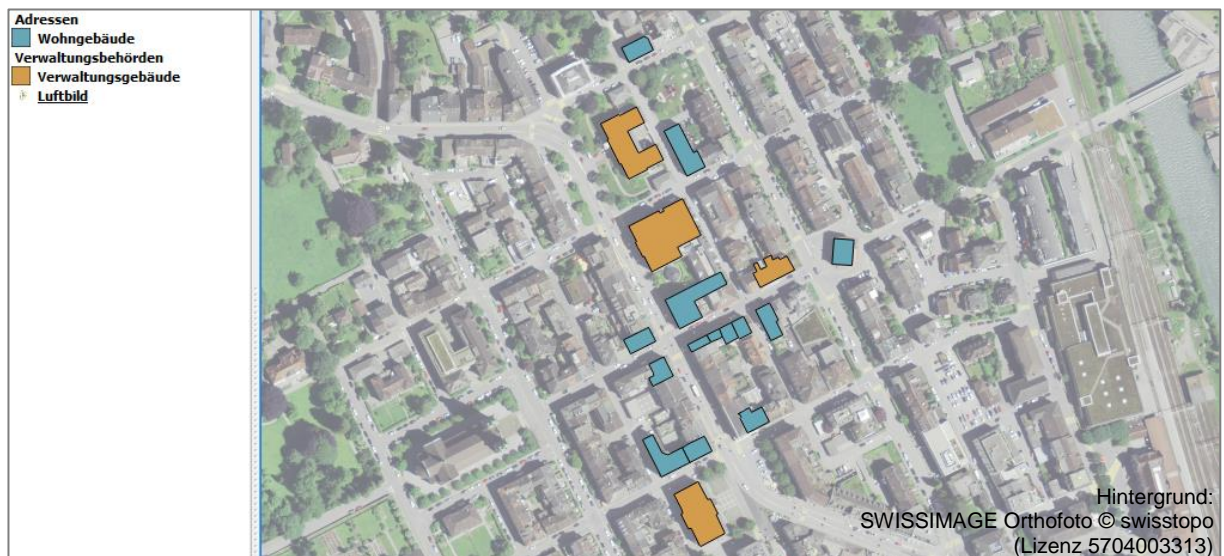 Adressen
Wohngebäude
Verwaltungsbehörden
Verwaltungsgebäude
Luftbild
Hintergrund:
SWISSIMAGE Orthofoto © swisstopo
(Lizenz 5704003313)